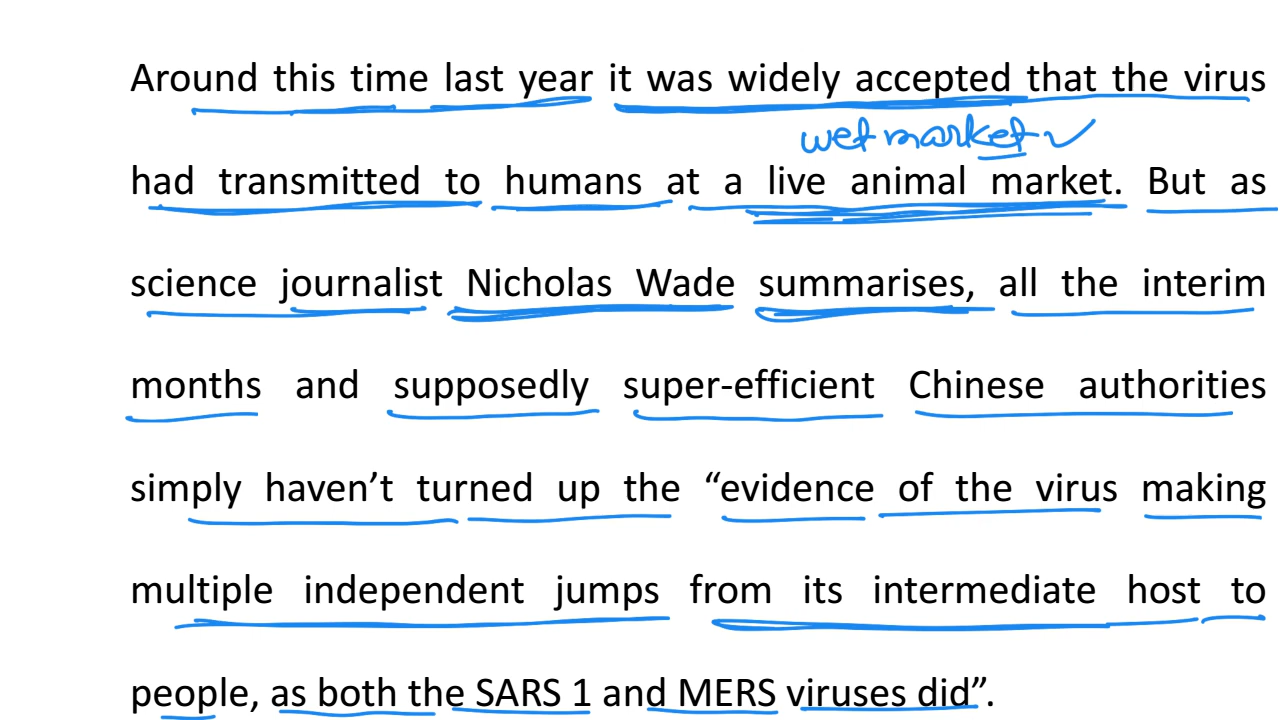 Around this time last year it was widely accepted that the virus
wet market
had transmitted to humans at a live animal market. But as
science journalist Nicholas Wade summarises, all the interim
months and supposedly super-efficient Chinese authorities
simply haven’t turned up the “evidence of the virus making
multiple independent jumps from its intermediate host to
people, as both the SARS 1 and MERS viruses did”.